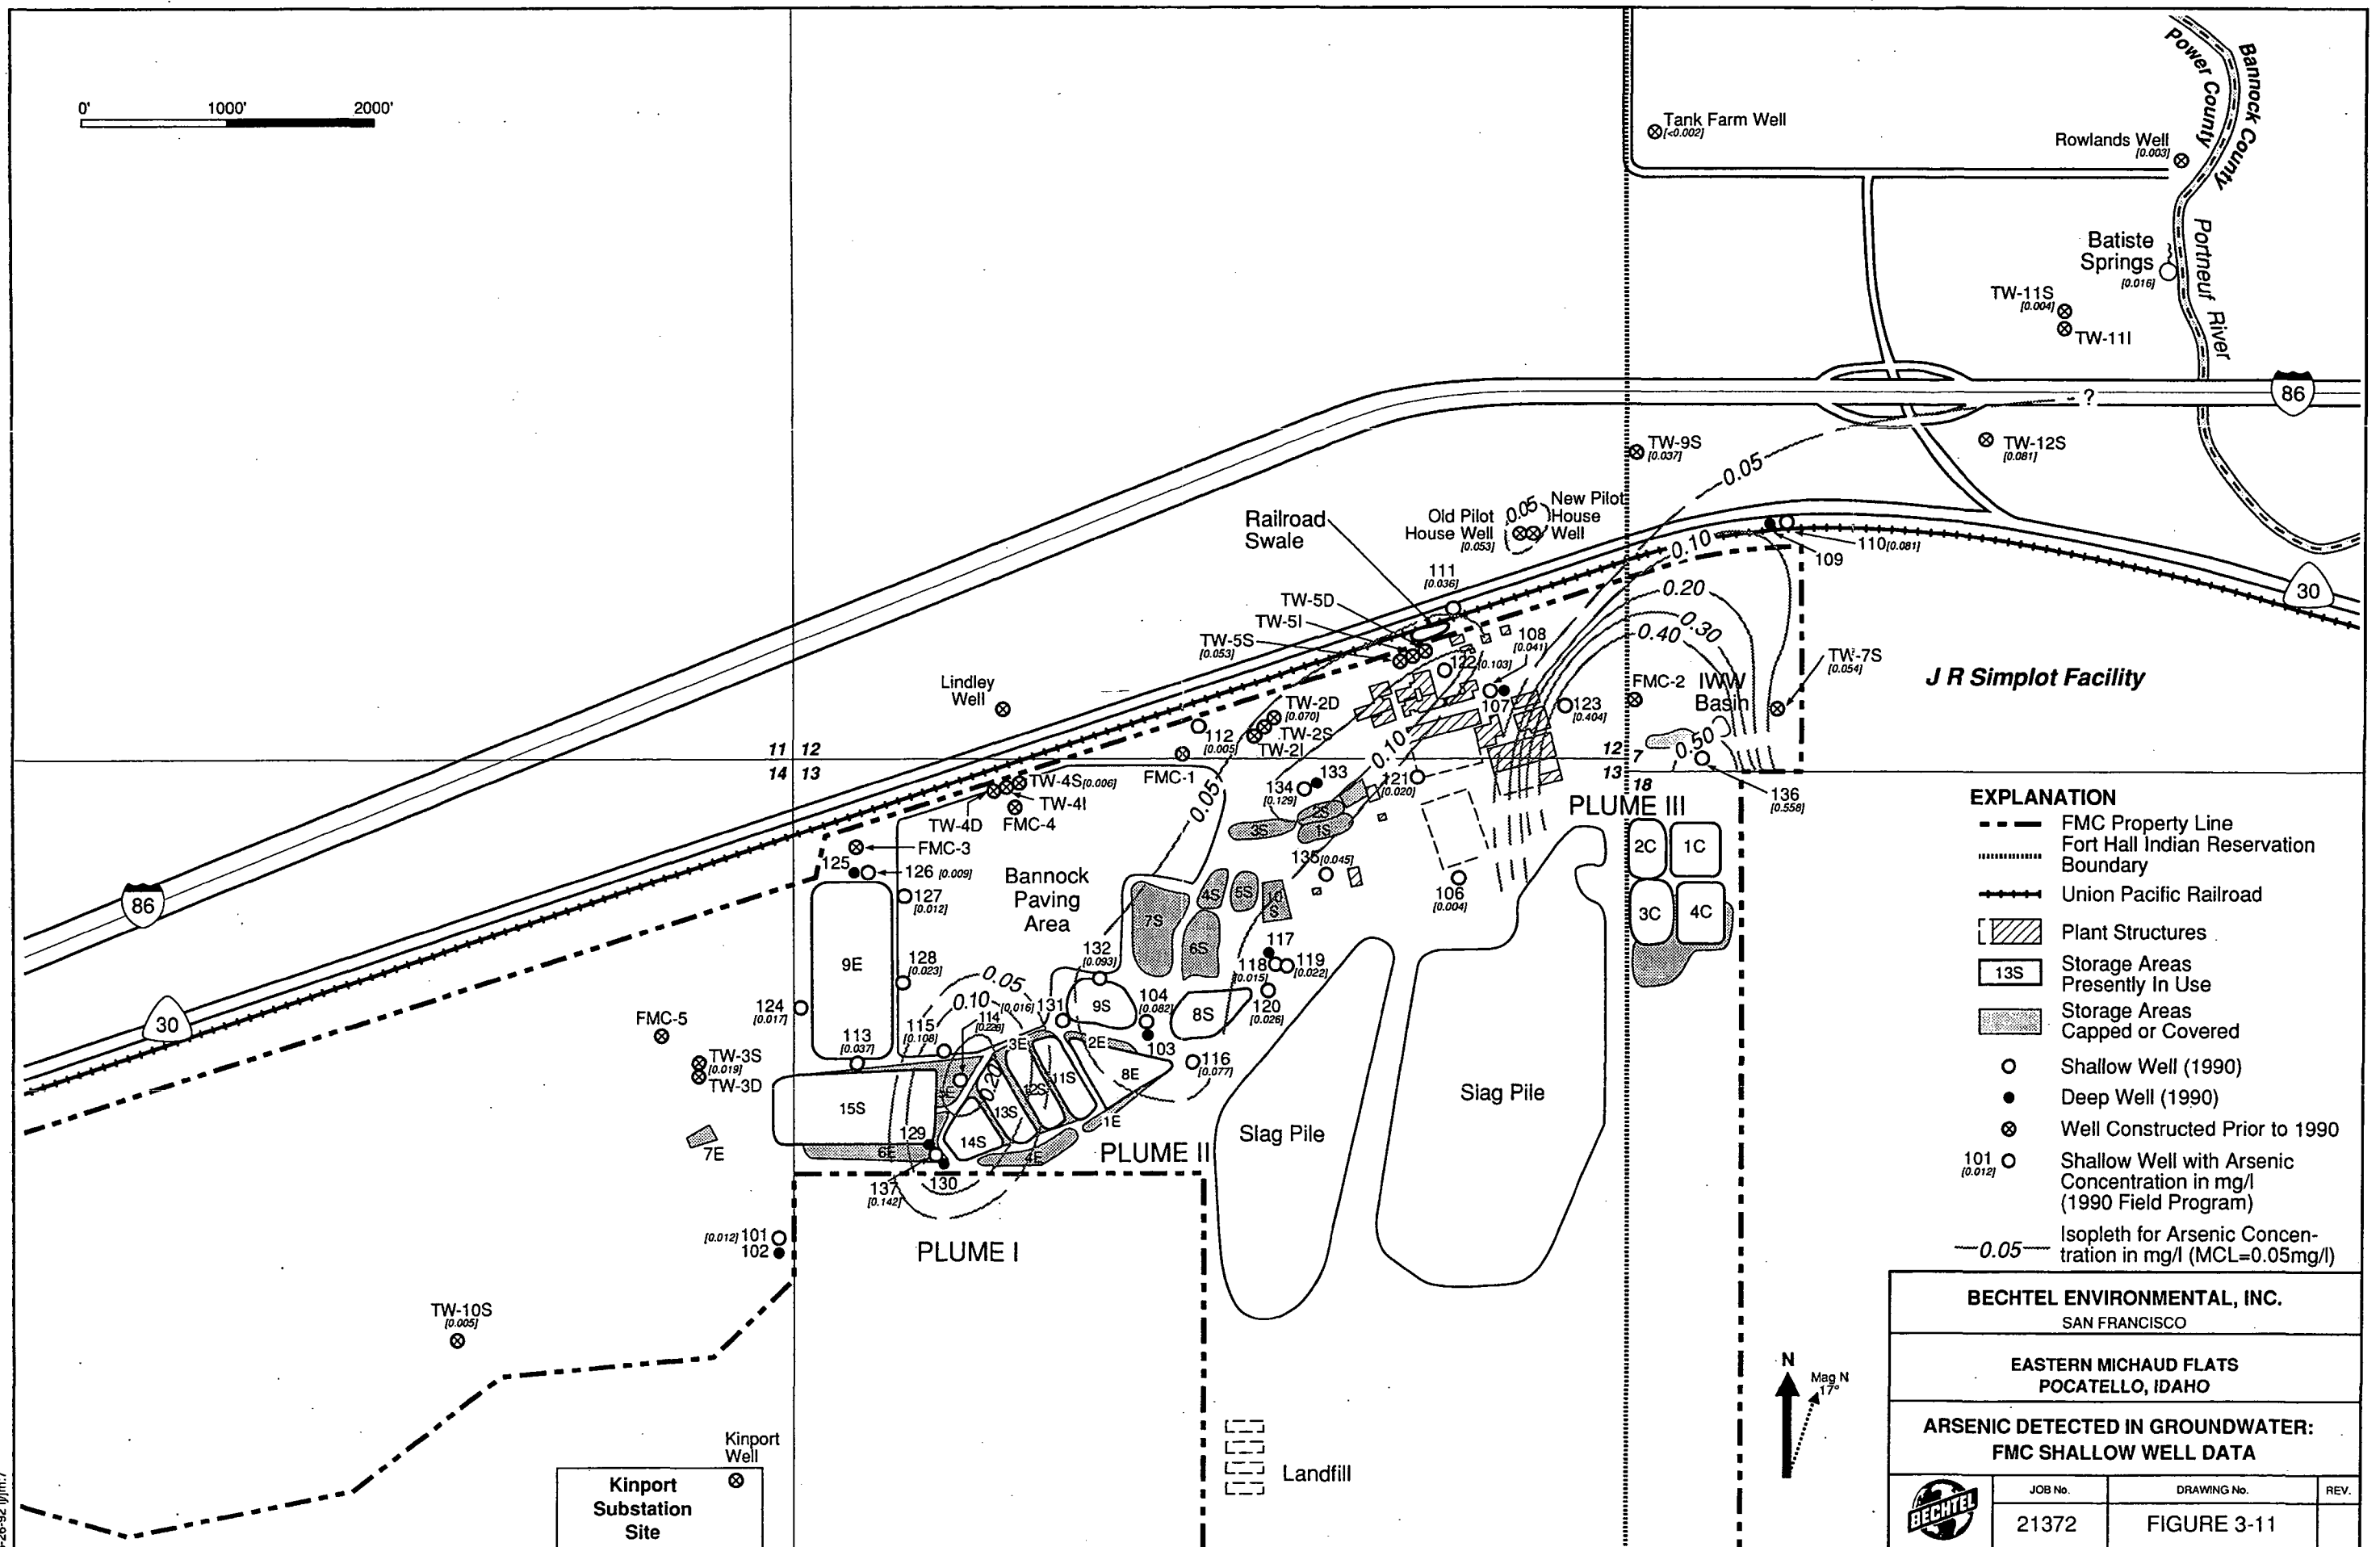 0' 1000' 2000'
Power County
Bannock County
Tank Farm Well
[<0.002]
Rowlands Well
[0.003]
Batiste
Springs
[0.016]
Portneuf River
TW-11S
[0.004]
TW-11I
86
?
TW-9S
[0.037]
TW-12S
[0.081]
0.05
Railroad
Swale
Old Pilot
House Well
[0.053]
0.05
New Pilot
House
Well
0.10
110[0.081]
109
30
111
[0.036]
TW-5D
TW-5I
TW-5S
[0.053]
108
[0.041]
122[0.103]
107
0.20
0.30
0.40
TW-7S
[0.054]
J R Simplot Facility
FMC-2
IWW
Basin
123
[0.404]
Lindley
Well
TW-2D
[0.070]
TW-2S
TW-2I
112
[0.005]
FMC-1
11 12
14 13
12 7
13 18
0.50
136
[0.558]
0.10
133
134
[0.129]
121
[0.020]
PLUME III
TW-4S[0.006]
TW-4I
TW-4D
FMC-4
FMC-3
125
126 [0.009]
127
[0.012]
0.05
2S
3S
1S
135[0.045]
106
[0.004]
2C 1C
3C 4C
86
Bannock
Paving
Area
4S
5S
10
S
7S
6S
9E
128
[0.023]
132
[0.093]
117
118
[0.015]
119
[0.022]
120
[0.026]
30
124
[0.017]
0.05
0.10
[0.016]
131
9S
104
[0.082]
8S
103
FMC-5
TW-3S
[0.019]
TW-3D
113
[0.037]
115
[0.108]
114
[0.226]
3E
2E
116
[0.077]
8E
11S
12S
13S
14S
0.20
15S
1E
7E
129
6E
4E
130
137
[0.142]
PLUME II
PLUME I
Slag Pile
Slag Pile
[0.012] 101
102
TW-10S
[0.005]
Kinport
Well
Kinport
Substation
Site
Landfill
N
Mag N
17°
EXPLANATION
FMC Property Line
Fort Hall Indian Reservation
Boundary
Union Pacific Railroad
Plant Structures
13S
Storage Areas
Presently In Use
Storage Areas
Capped or Covered
Shallow Well (1990)
Deep Well (1990)
Well Constructed Prior to 1990
101
[0.012]
Shallow Well with Arsenic
Concentration in mg/l
(1990 Field Program)
0.05
Isopleth for Arsenic Concen-
tration in mg/l (MCL=0.05mg/l)
BECHTEL ENVIRONMENTAL, INC.
SAN FRANCISCO
EASTERN MICHAUD FLATS
POCATELLO, IDAHO
ARSENIC DETECTED IN GROUNDWATER:
FMC SHALLOW WELL DATA
BECHTEL
JOB No. DRAWING No. REV.
21372 FIGURE 3-11